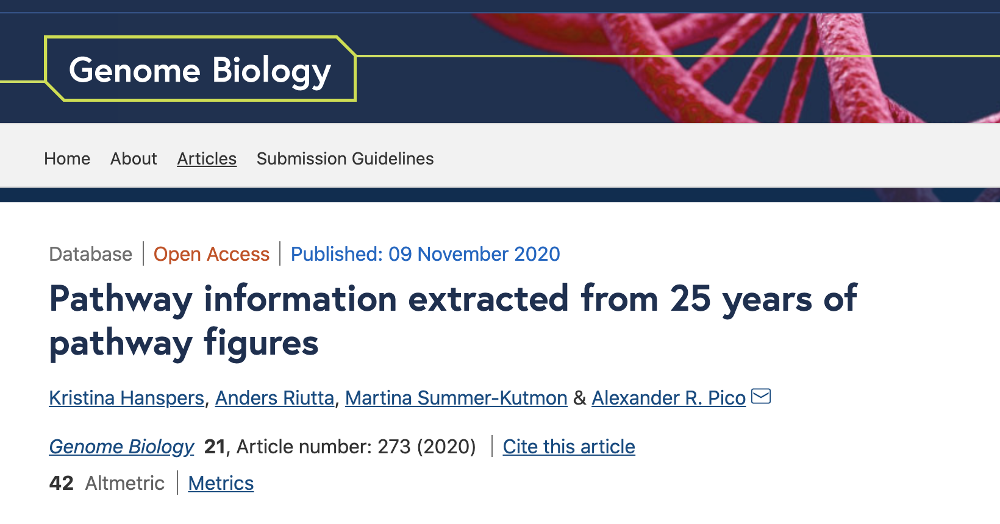 Genome Biology
Home About Articles Submission Guidelines
Database | Open Access | Published: 09 November 2020
Pathway information extracted from 25 years of
pathway figures
Kristina Hanspers, Anders Riutta, Martina Summer-Kutmon & Alexander R. Pico
Genome Biology 21, Article number: 273 (2020) | Cite this article
42 Altmetric | Metrics